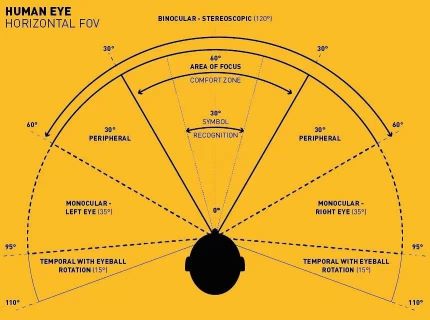 HUMAN EYE
HORIZONTAL FOV
BINOCULAR - STEREOSCOPIC (120°)
30°
30°
60°
AREA OF FOCUS
COMFORT ZONE
30°
SYMBOL
RECOGNITION
60°
60°
30°
PERIPHERAL
30°
PERIPHERAL
MONOCULAR -
LEFT EYE (35°)
MONOCULAR -
RIGHT EYE (35°)
0°
95°
95°
TEMPORAL WITH EYEBALL
ROTATION (15°)
TEMPORAL WITH EYEBALL
ROTATION (15°)
110°
110°